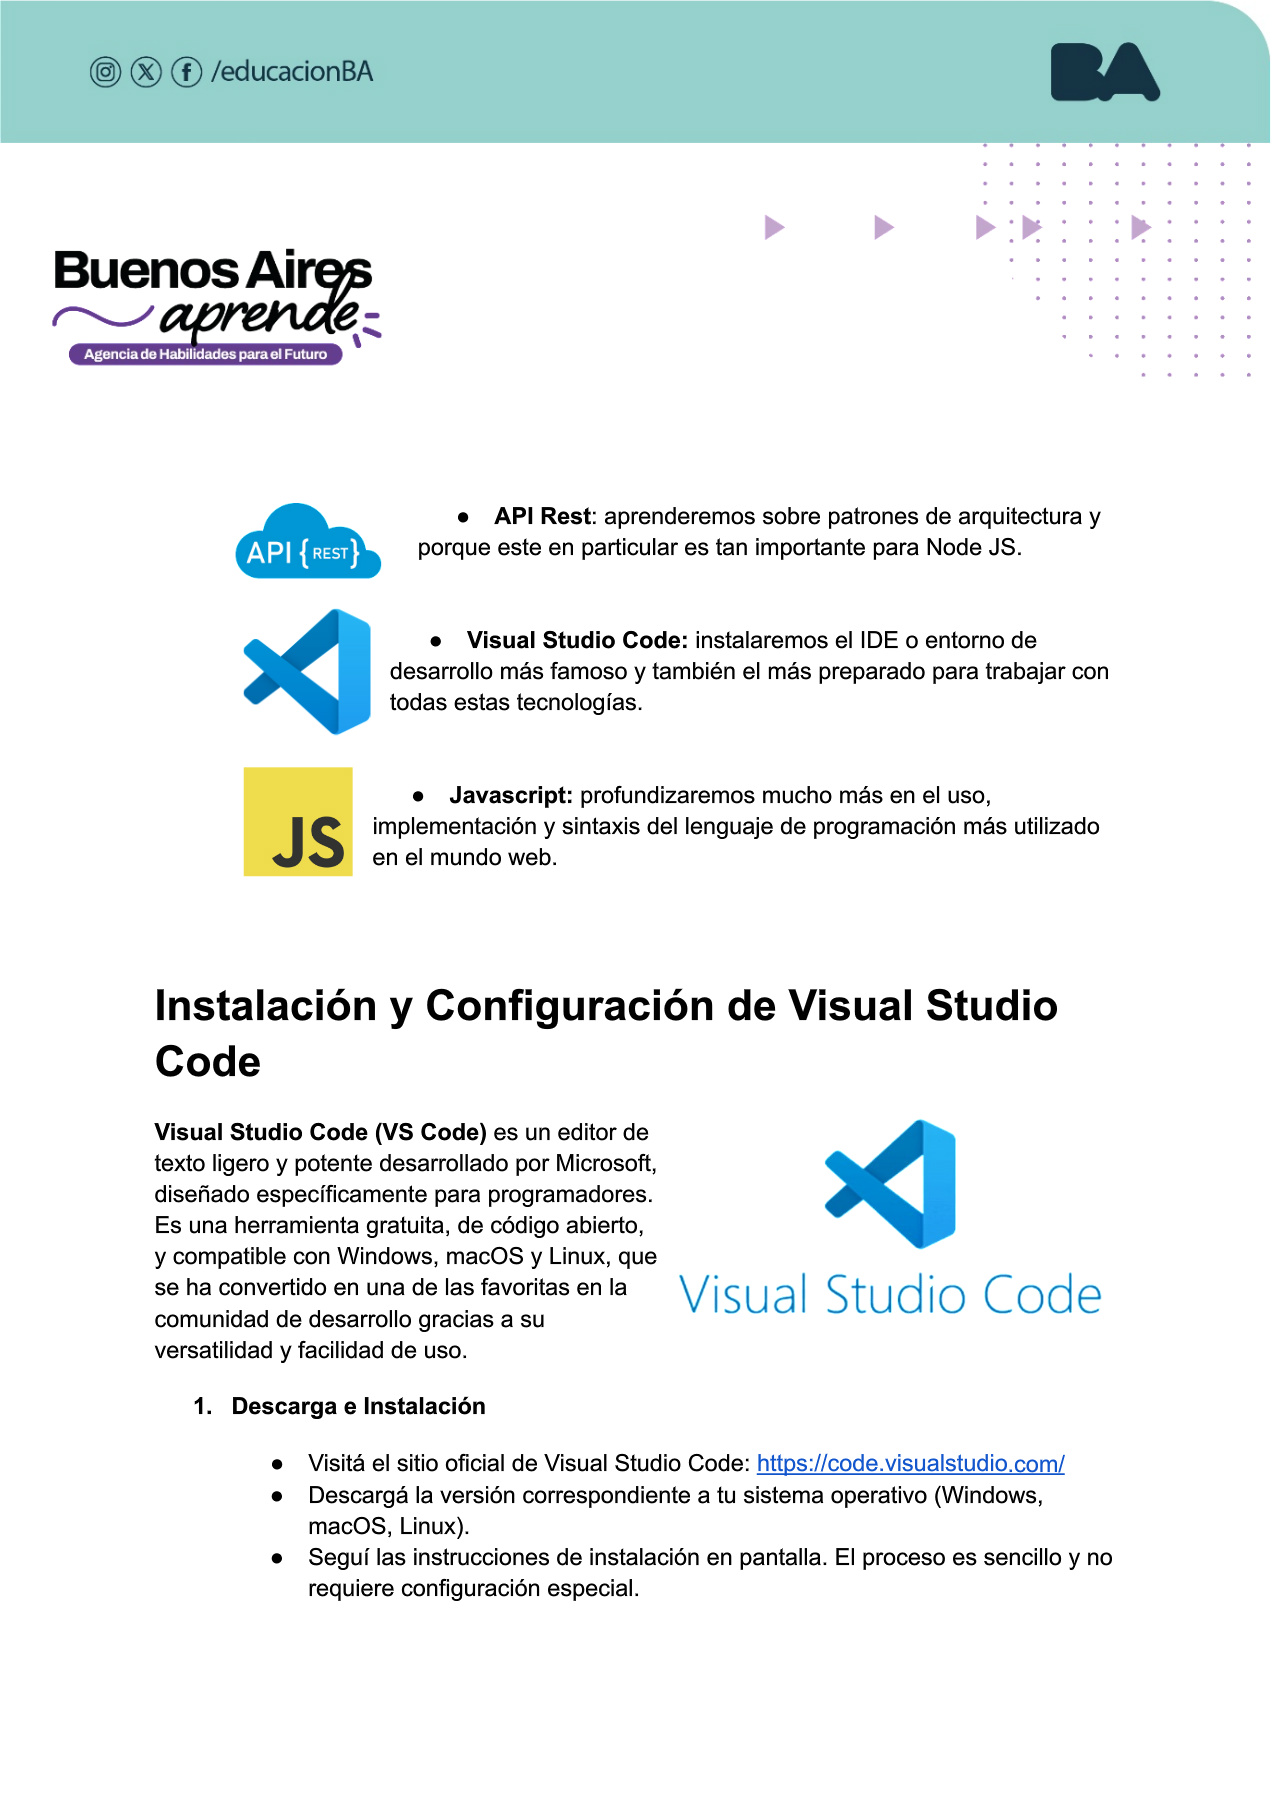 /educacionBA
BA
Buenos Aires
aprende
Agencia de Habilidades para el Futuro
API {REST}
● API Rest: aprenderemos sobre patrones de arquitectura y
porque este en particular es tan importante para Node JS.
● Visual Studio Code: instalaremos el IDE o entorno de
desarrollo más famoso y también el más preparado para trabajar con
todas estas tecnologías.
JS
● Javascript: profundizaremos mucho más en el uso,
implementación y sintaxis del lenguaje de programación más utilizado
en el mundo web.
Instalación y Configuración de Visual Studio
Code
Visual Studio Code (VS Code) es un editor de
texto ligero y potente desarrollado por Microsoft,
diseñado específicamente para programadores.
Es una herramienta gratuita, de código abierto,
y compatible con Windows, macOS y Linux, que
se ha convertido en una de las favoritas en la
comunidad de desarrollo gracias a su
versatilidad y facilidad de uso.
Visual Studio Code
1. Descarga e Instalación
● Visitá el sitio oficial de Visual Studio Code: https://code.visualstudio.com/
● Descargá la versión correspondiente a tu sistema operativo (Windows,
macOS, Linux).
● Seguí las instrucciones de instalación en pantalla. El proceso es sencillo y no
requiere configuración especial.